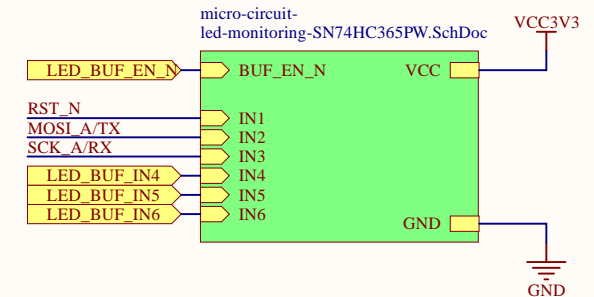 micro-circuit-
led-monitoring-SN74HC365PW.SchDoc
VCC3V3
LED_BUF_EN_N
BUF_EN_N
VCC
RST_N
IN1
MOSI_A/TX
IN2
SCK_A/RX
IN3
LED_BUF_IN4
IN4
LED_BUF_IN5
IN5
LED_BUF_IN6
IN6
GND
GND